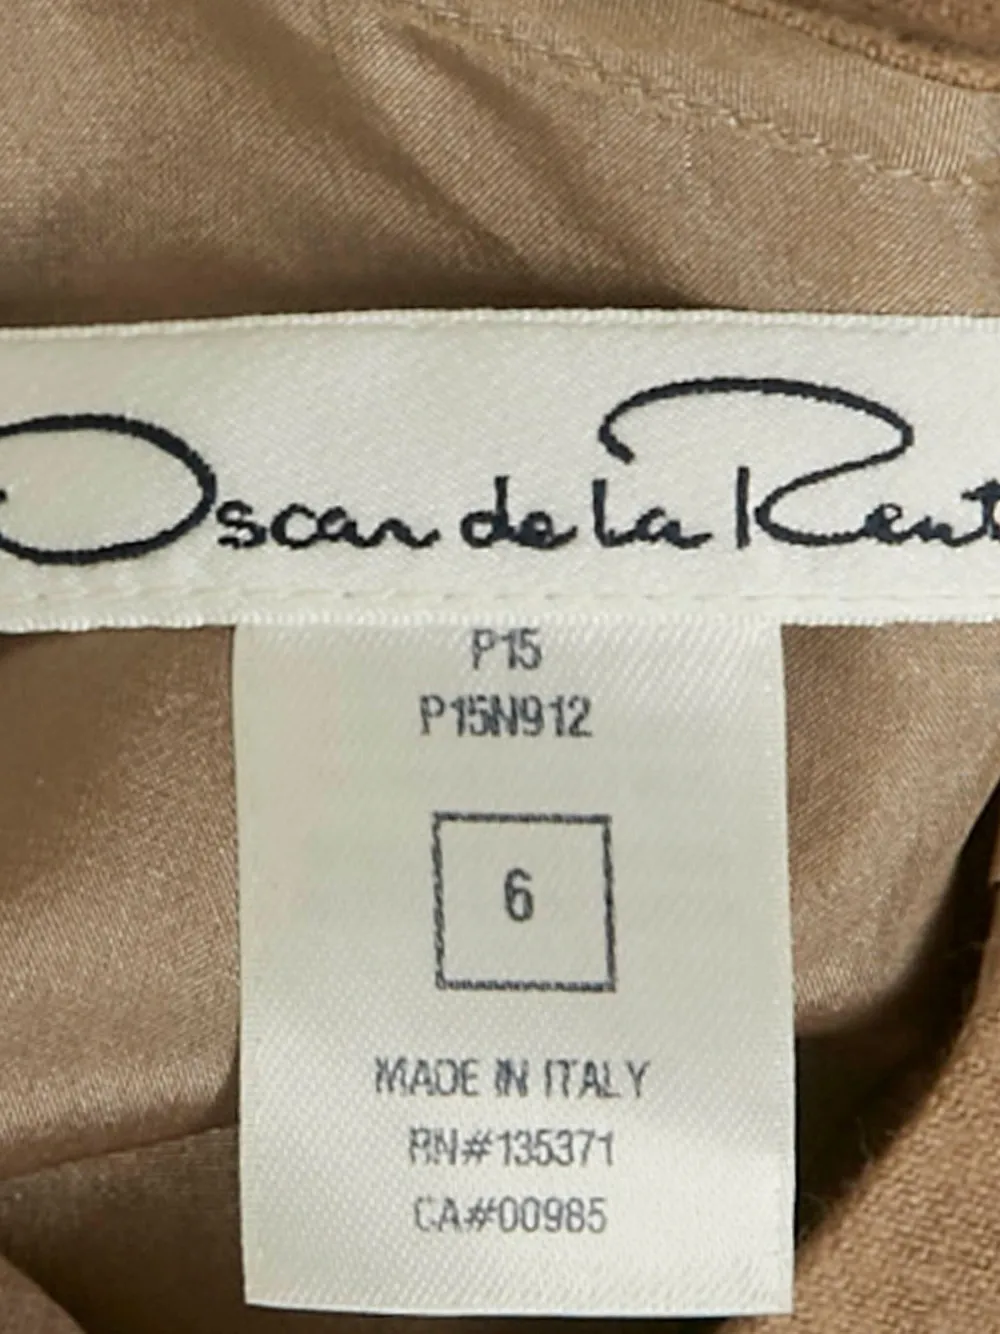 Oscar de la Rent
P15
P15N912
6
MADE IN ITALY
RN#135371
CA#00985